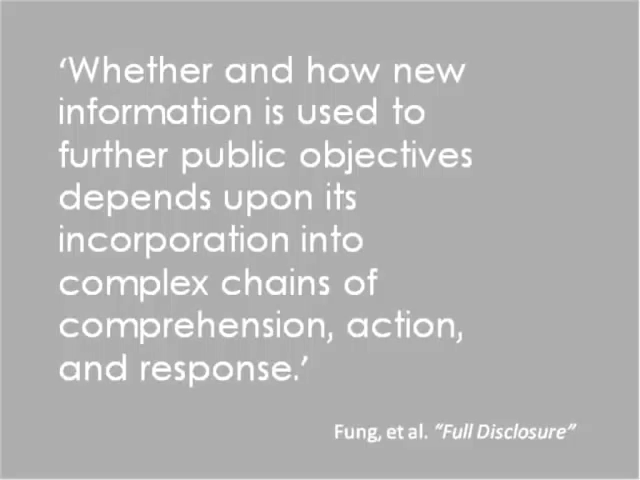 ‘Whether and how new
information is used to
further public objectives
depends upon its
incorporation into
complex chains of
comprehension, action,
and response.’
Fung, et al. “Full Disclosure”